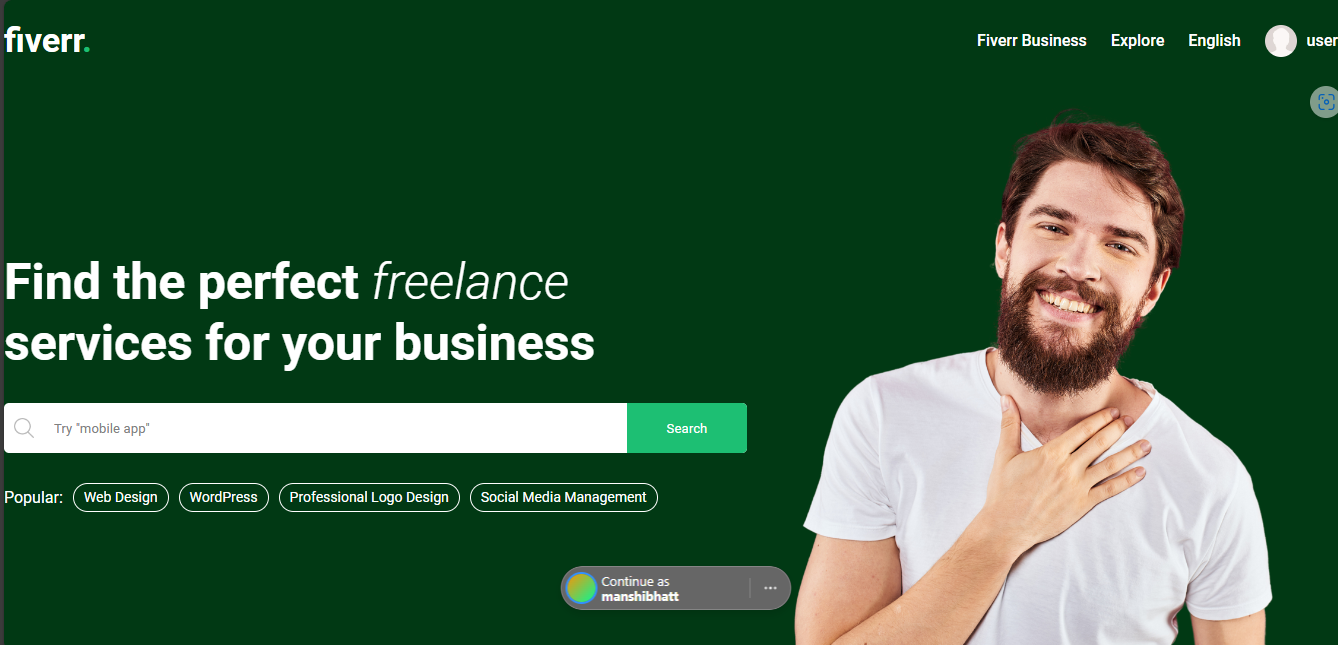 fiverr.
Fiverr Business Explore English user
Find the perfect freelance
services for your business
Try "mobile app" Search
Popular: Web Design WordPress Professional Logo Design Social Media Management
Continue as
manshibhatt